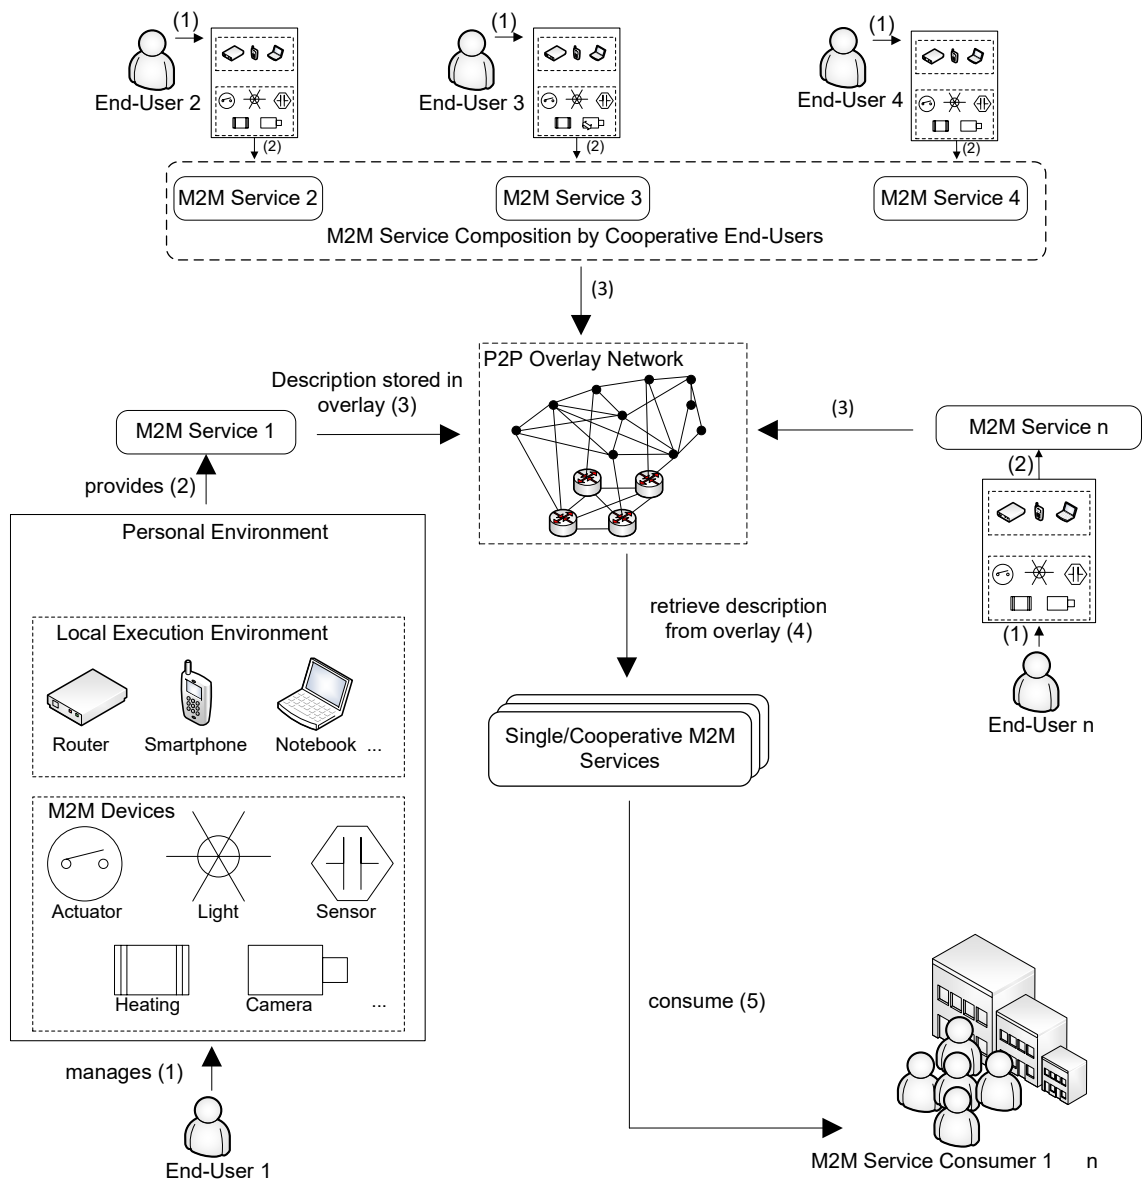 (1)
(1)
(1)
End-User 2
End-User 3
End-User 4
(2)
(2)
(2)
M2M Service 2
M2M Service 3
M2M Service 4
M2M Service Composition by Cooperative End-Users
(3)
P2P Overlay Network
Description stored in
overlay (3)
(3)
M2M Service 1
M2M Service n
provides (2)
(2)
Personal Environment
Local Execution Environment
Router
Smartphone
Notebook ...
retrieve description
from overlay (4)
(1)
End-User n
Single/Cooperative M2M
Services
M2M Devices
Actuator
Light
Sensor
Heating
Camera
...
consume (5)
manages (1)
End-User 1
M2M Service Consumer 1 n